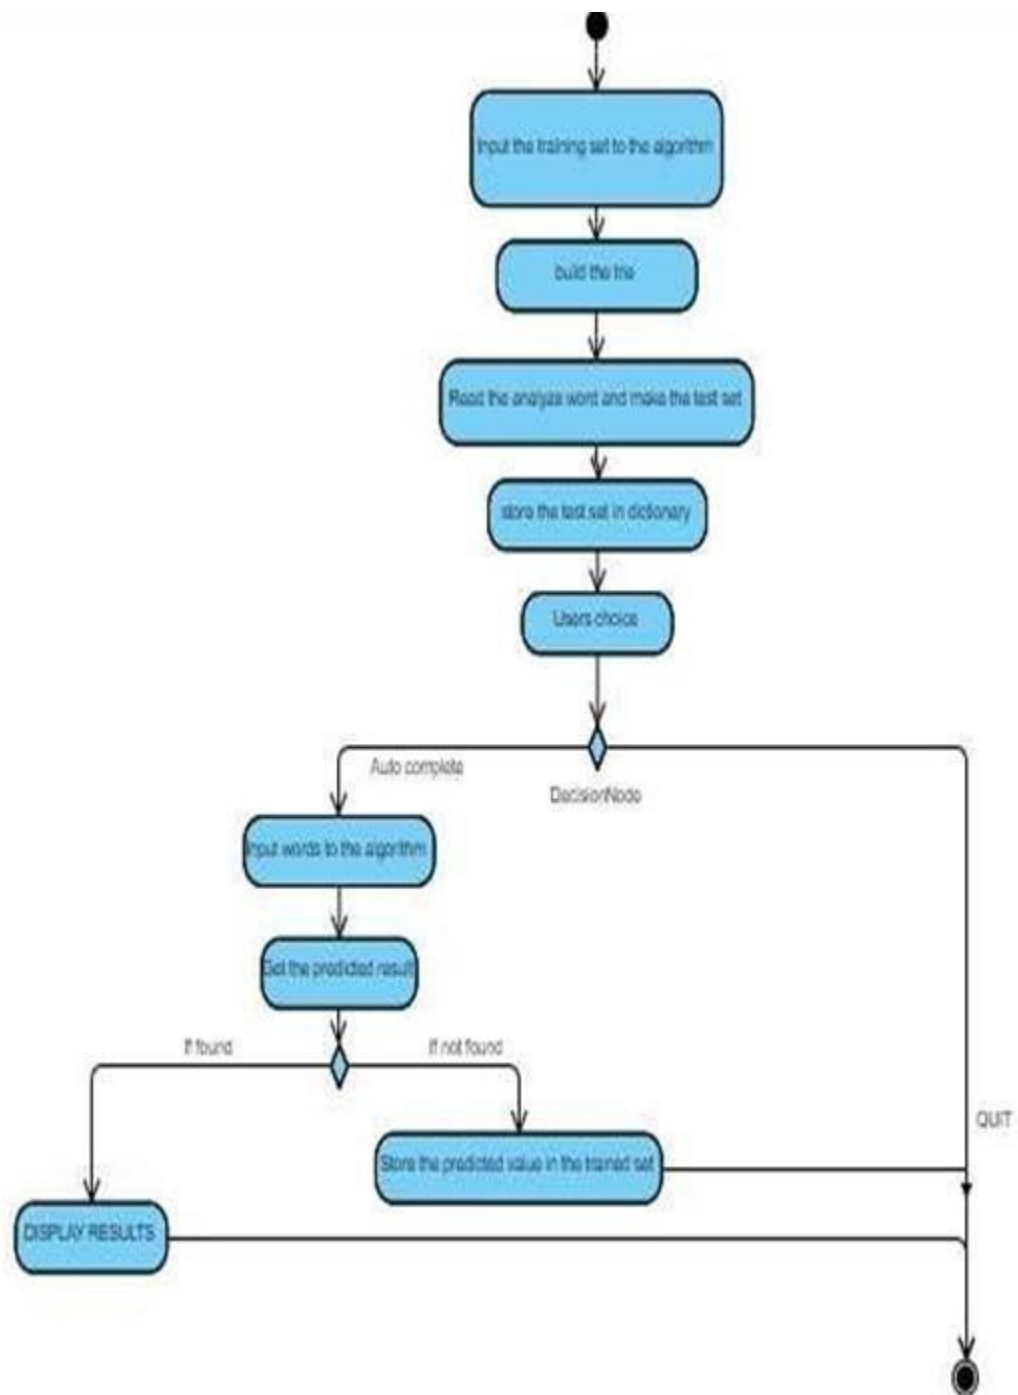 Input the training set to the algorithm
build the trie
Read the analyze word and make the test set
store the test set in dictionary
Users choice
Auto complete
DecisionNode
Input words to the algorithm
Get the predicted result
If found
If not found
QUIT
Store the predicted value in the trained set
DISPLAY RESULTS